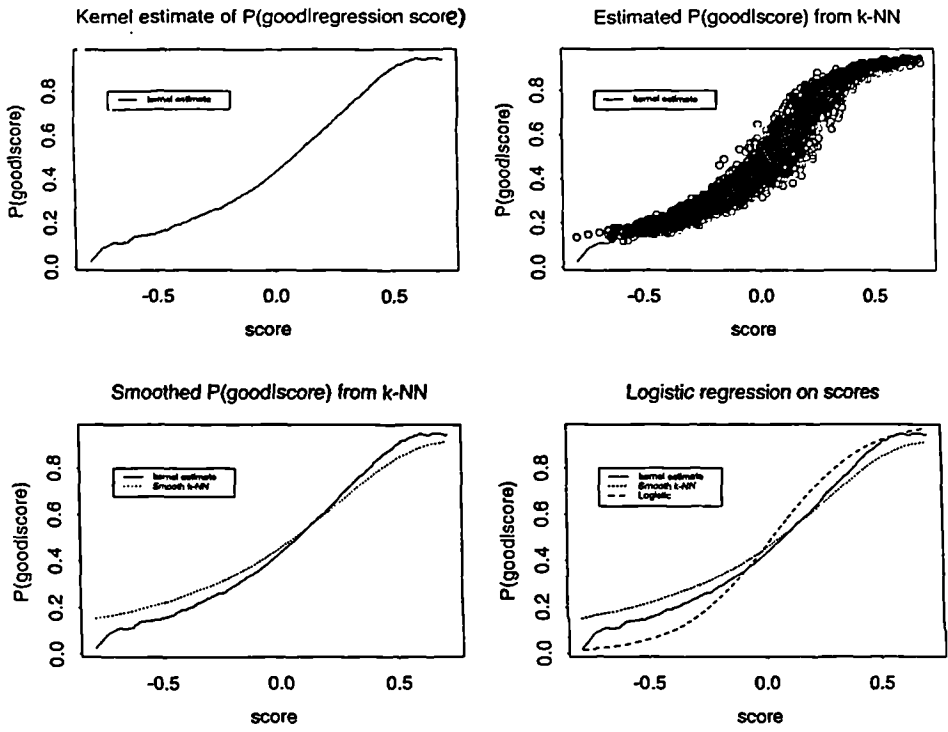 Kernel estimate of P(good|regression score)
P(good|score)
0.0 0.2 0.4 0.6 0.8
kernel estimate
-0.5 0.0 0.5
score
Estimated P(good|score) from k-NN
P(good|score)
0.0 0.2 0.4 0.6 0.8
kernel estimate
-0.5 0.0 0.5
score
Smoothed P(good|score) from k-NN
P(good|score)
0.0 0.2 0.4 0.6 0.8
kernel estimate
Smooth k-NN
-0.5 0.0 0.5
score
Logistic regression on scores
P(good|score)
0.0 0.2 0.4 0.6 0.8
kernel estimate
Smooth k-NN
Logistic
-0.5 0.0 0.5
score